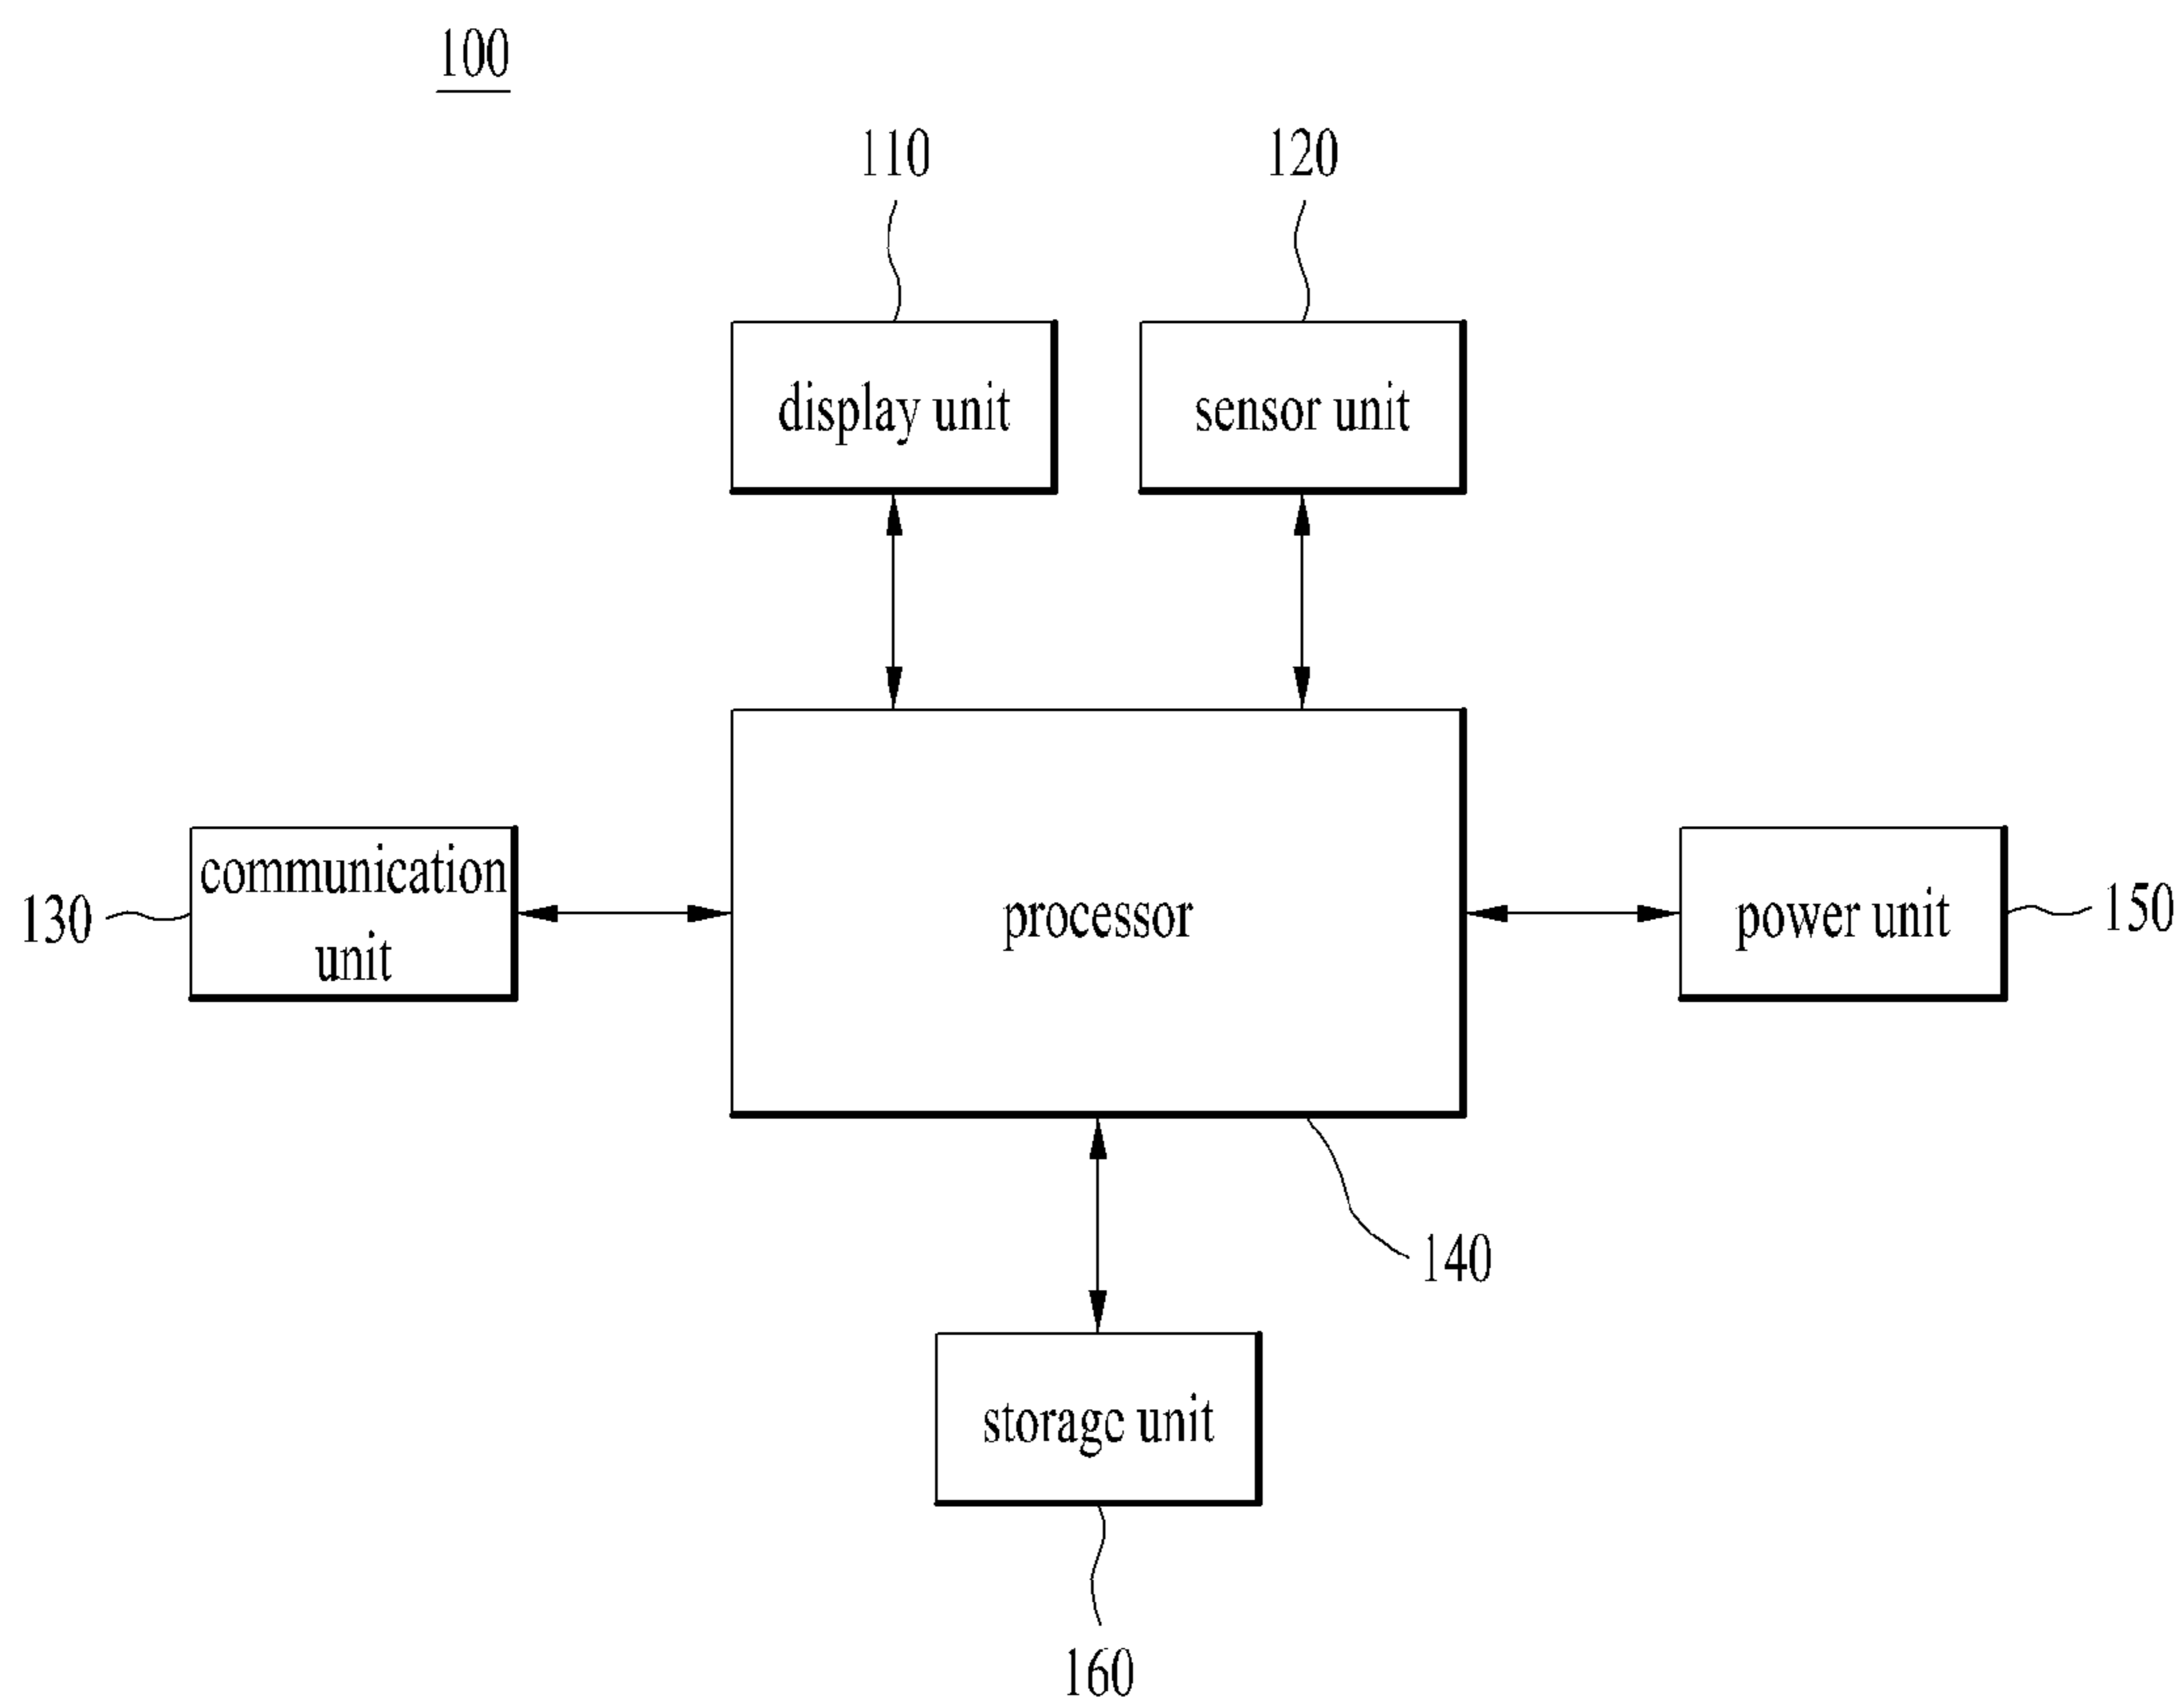 100
110
120
display unit
sensor unit
communication
unit
130
processor
power unit
150
140
storage unit
160